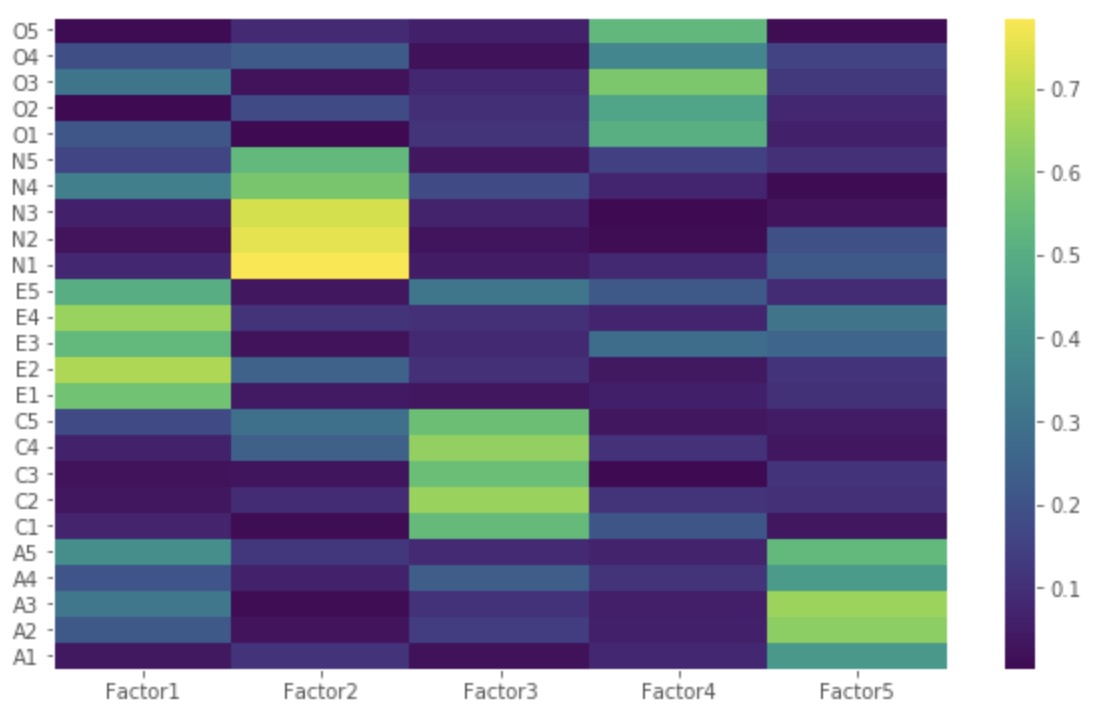 O5
O4
O3
O2
O1
N5
N4
N3
N2
N1
E5
E4
E3
E2
E1
C5
C4
C3
C2
C1
A5
A4
A3
A2
A1
Factor1 Factor2 Factor3 Factor4 Factor5
0.7
0.6
0.5
0.4
0.3
0.2
0.1